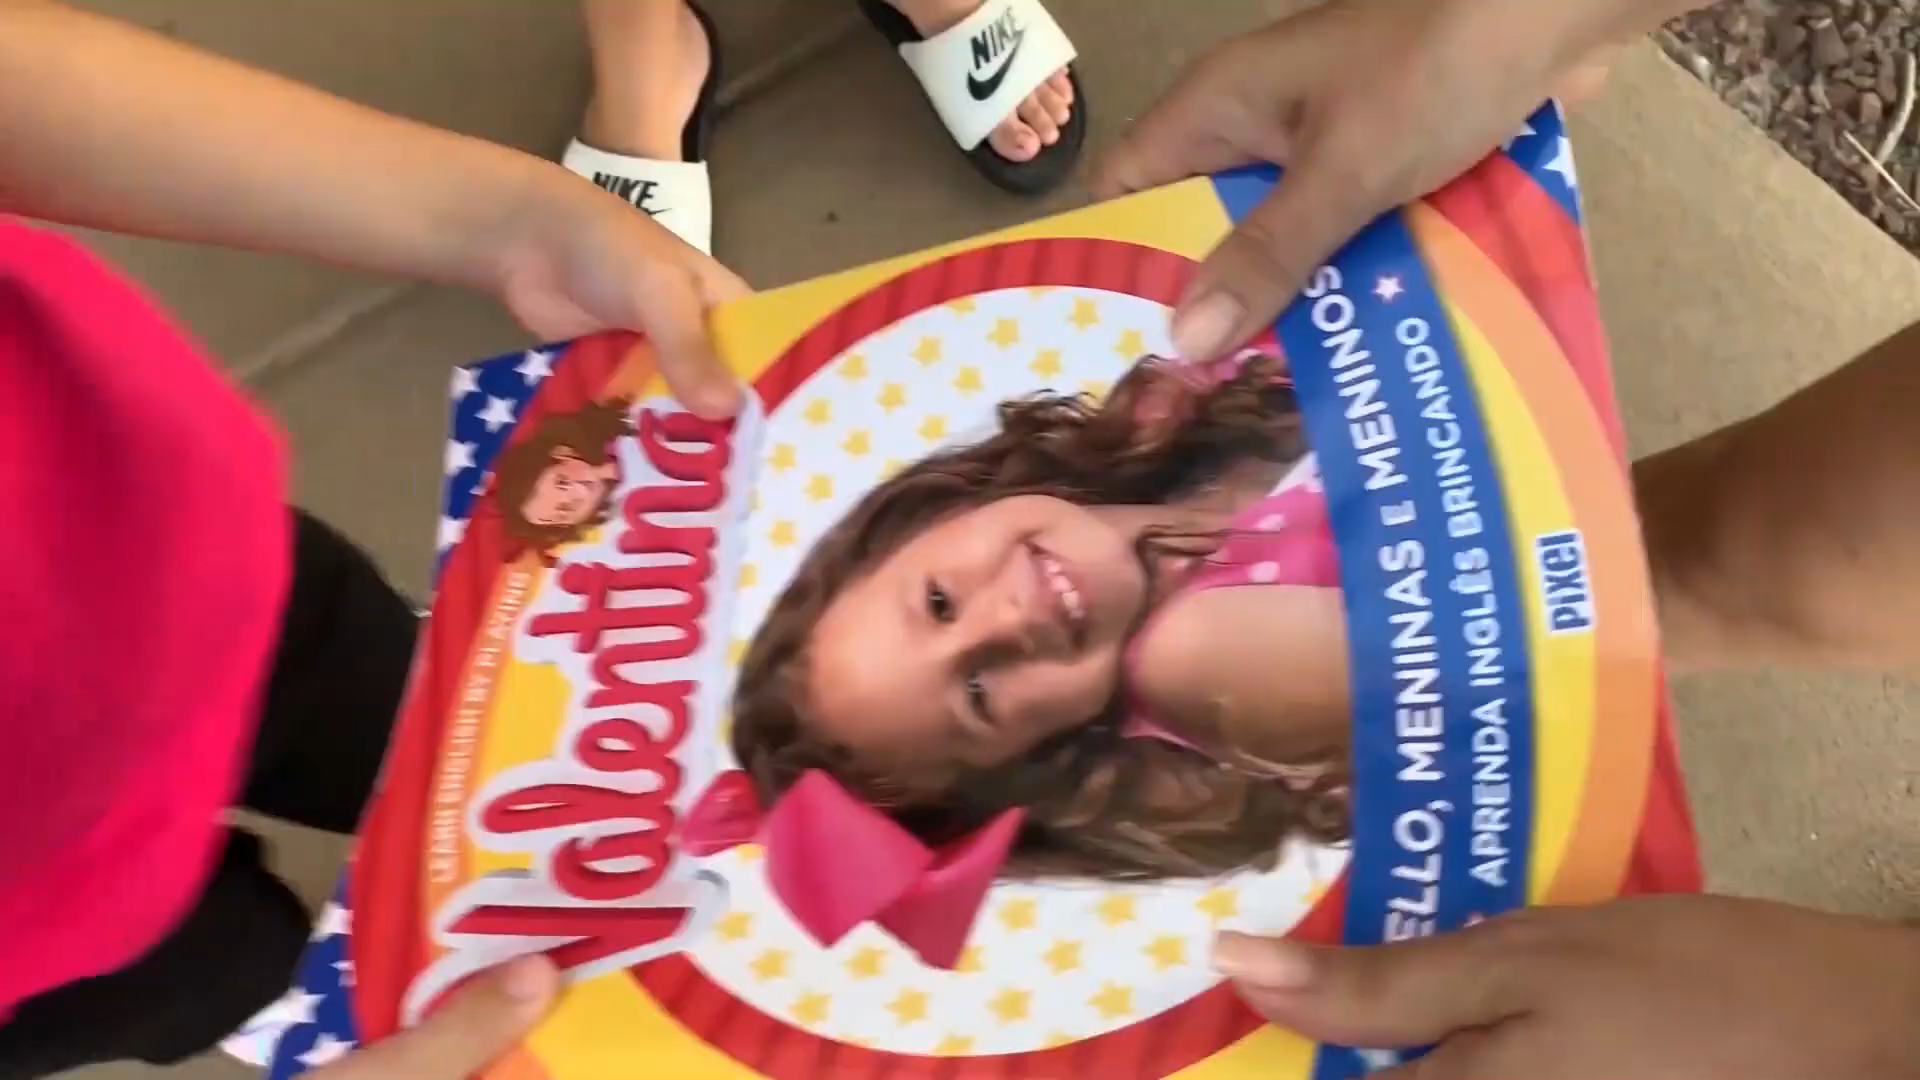 NIKE
NIKE
LEARN ENGLISH BY PLAYING
Valentina
ELLO, MENINAS E MENINOS
APRENDA INGLÊS BRINCANDO
pixel